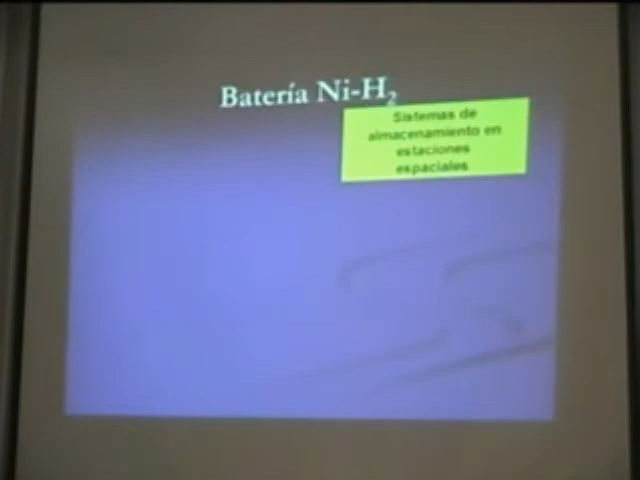 Batería Ni-H₂
Sistemas de
almacenamiento en
estaciones
espaciales